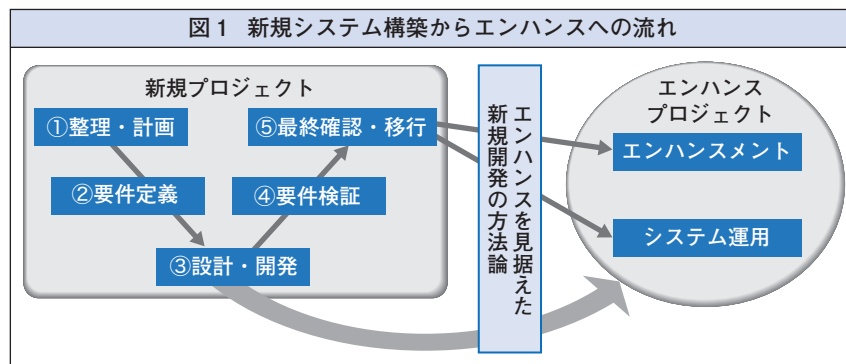 図1 新規システム構築からエンハンスへの流れ
新規プロジェクト
①整理・計画
②要件定義
③設計・開発
④要件検証
⑤最終確認・移行
エンハンスを見据えた
新規開発の方法論
エンハンス
プロジェクト
エンハンスメント
システム運用